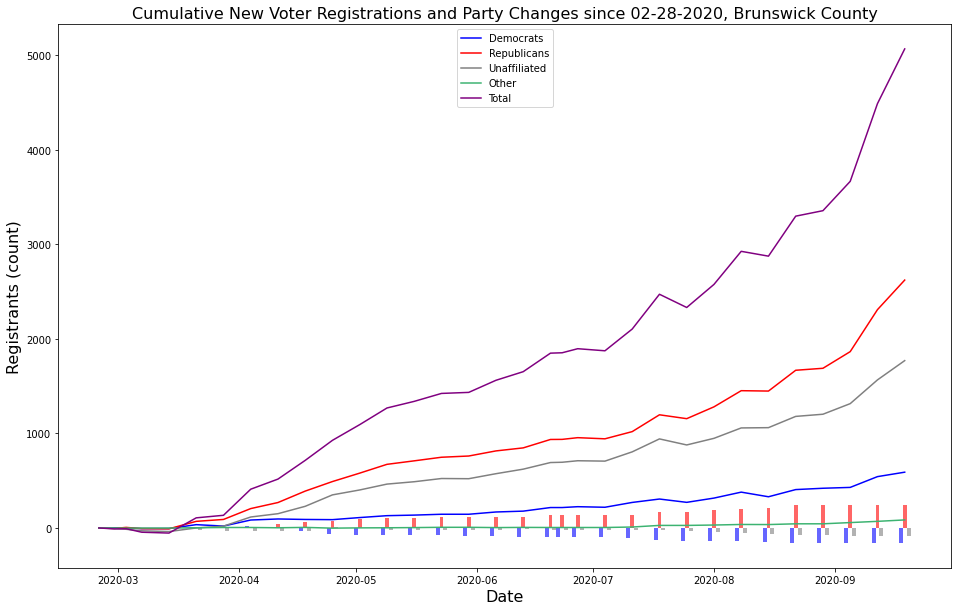 Cumulative New Voter Registrations and Party Changes since 02-28-2020, Brunswick County
Democrats
Republicans
Unaffiliated
Other
Total
Registrants (count)
5000
4000
3000
2000
1000
0
2020-03 2020-04 2020-05 2020-06 2020-07 2020-08 2020-09
Date